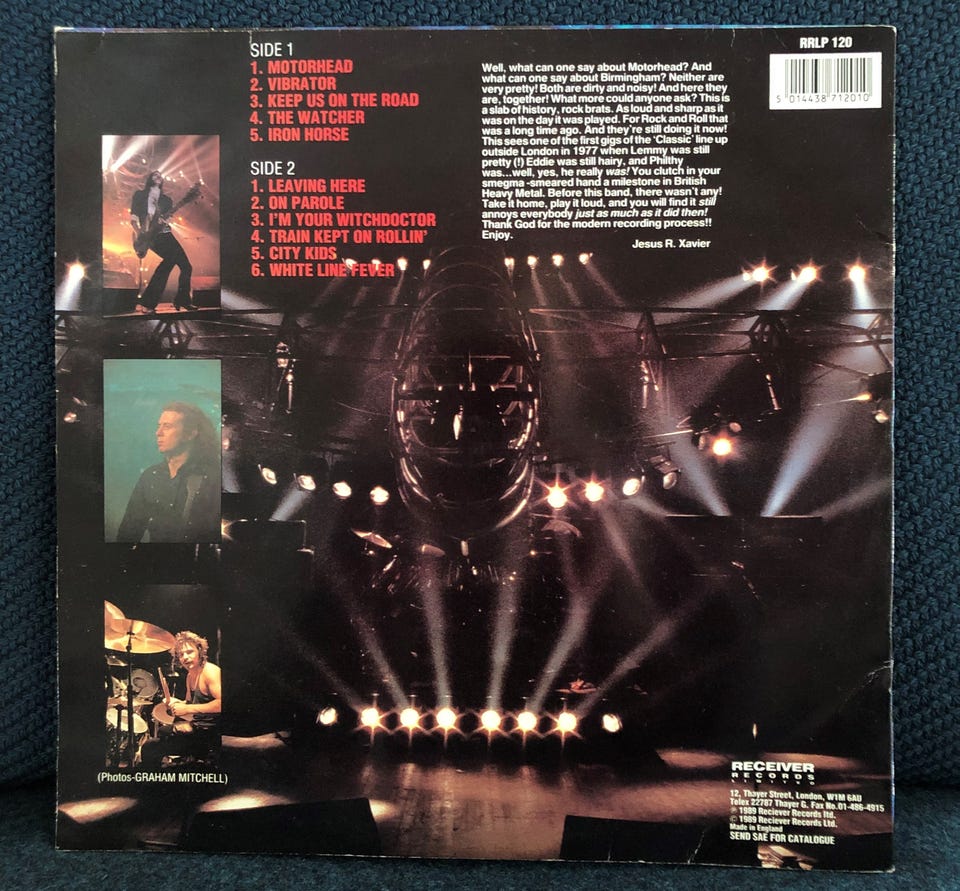 SIDE 1
1. MOTORHEAD
2. VIBRATOR
3. KEEP US ON THE ROAD
4. THE WATCHER
5. IRON HORSE
SIDE 2
1. LEAVING HERE
2. ON PAROLE
3. I'M YOUR WITCHDOCTOR
4. TRAIN KEPT ON ROLLIN'
5. CITY KIDS
6. WHITE LINE FEVER
Well, what can one say about Motorhead? And
what can one say about Birmingham? Neither are
very pretty! Both are dirty and noisy! And here they
are, together! What more could anyone ask? This is
a slab of history, rock brats. As loud and sharp as it
was on the day it was played. For Rock and Roll that
was a long time ago. And they're still doing it now!
This sees one of the first gigs of the 'Classic' line up
outside London in 1977 when Lemmy was still
pretty (!) Eddie was still hairy, and Philthy
was...well, yes, he really was! You clutch in your
smegma -smeared hand a milestone in British
Heavy Metal. Before this band, there wasn't any!
Take it home, play it loud, and you will find it still
annoys everybody just as much as it did then!
Thank God for the modern recording process!!
Enjoy.
Jesus R. Xavier
RRLP 120
5 014438 712010
(Photos-GRAHAM MITCHELL)
RECEIVER
RECORDS
LIMITED
12, Thayer Street, London, W1M 6AU
Telex 22787 Thayer G. Fax No.01-486-4915
℗ 1989 Reciever Records ltd.
© 1989 Reciever Records Ltd.
Made in England
SEND SAE FOR CATALOGUE